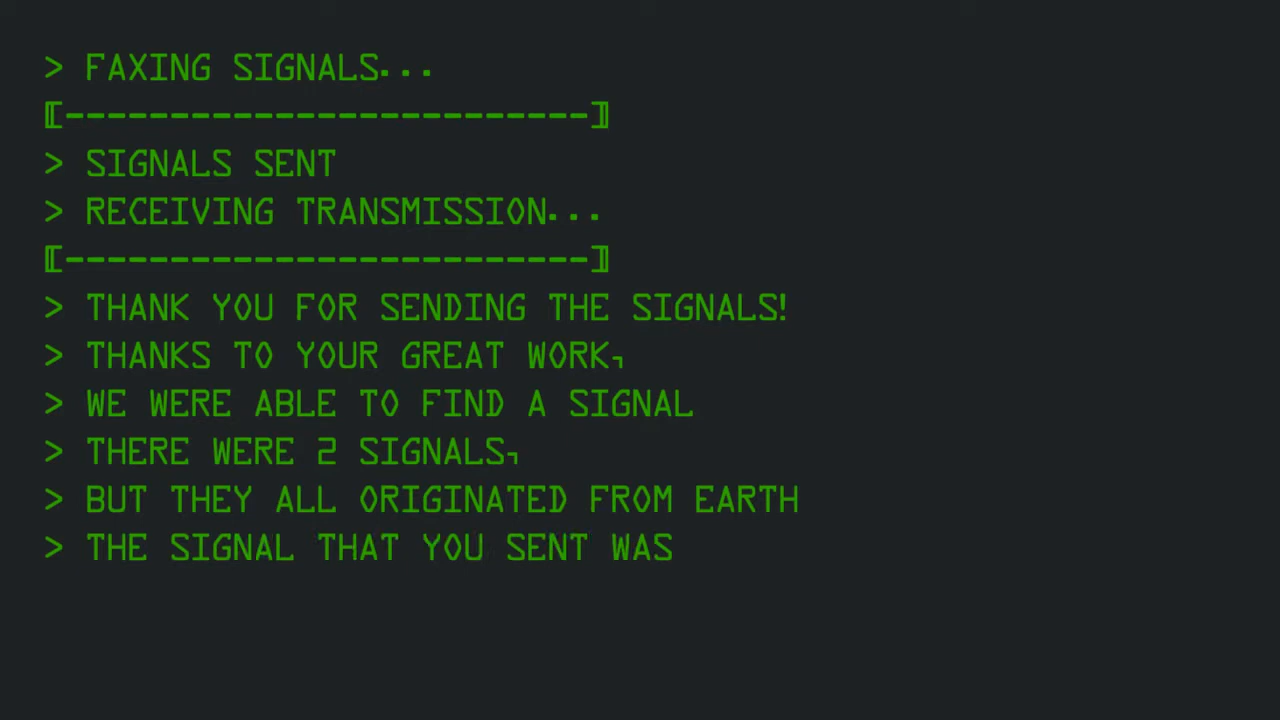 > FAXING SIGNALS...
[-------------------------]
> SIGNALS SENT
> RECEIVING TRANSMISSION...
[-------------------------]
> THANK YOU FOR SENDING THE SIGNALS!
> THANKS TO YOUR GREAT WORK,
> WE WERE ABLE TO FIND A SIGNAL
> THERE WERE 2 SIGNALS,
> BUT THEY ALL ORIGINATED FROM EARTH
> THE SIGNAL THAT YOU SENT WAS